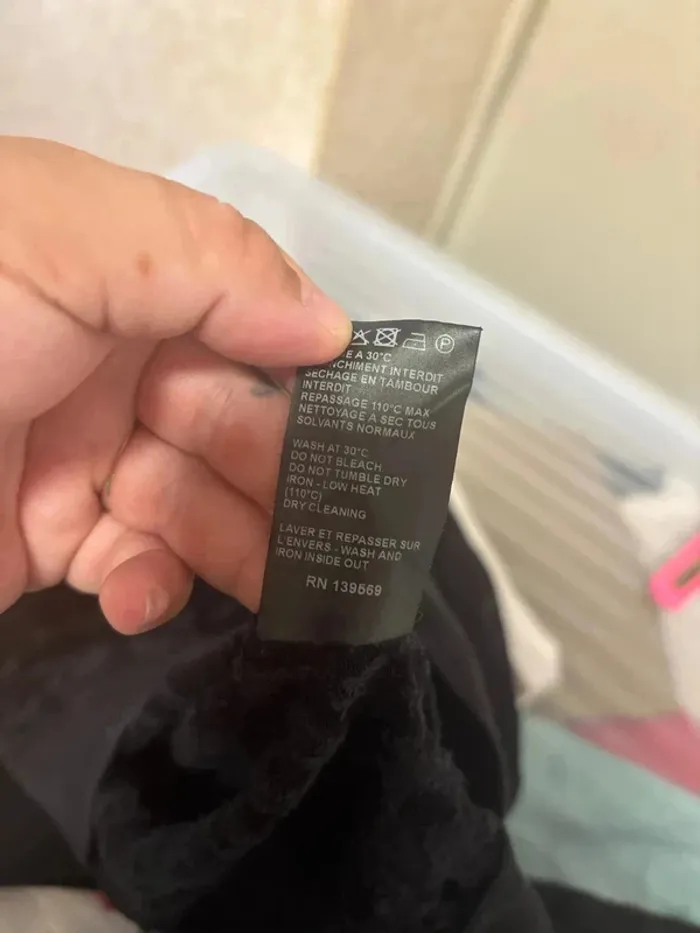 P
E A 30°C
CHIMENT INTERDIT
SECHAGE EN TAMBOUR
INTERDIT
REPASSAGE 110°C MAX
NETTOYAGE A SEC TOUS
SOLVANTS NORMAUX
WASH AT 30°C
DO NOT BLEACH
DO NOT TUMBLE DRY
IRON - LOW HEAT
(110°C)
DRY CLEANING
LAVER ET REPASSER SUR
L'ENVERS - WASH AND
IRON INSIDE OUT
RN 139569